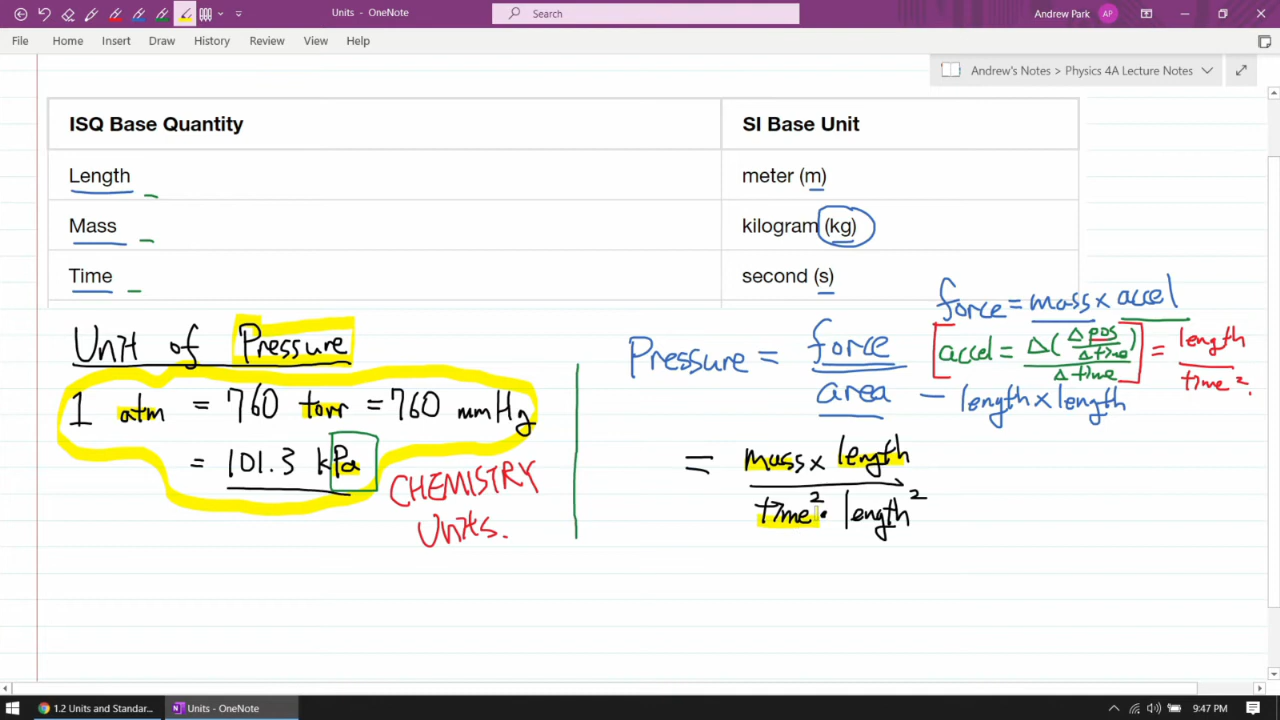 Units - OneNote
Search
Andrew Park AP
File Home Insert Draw History Review View Help
Andrew's Notes > Physics 4A Lecture Notes
ISQ Base Quantity SI Base Unit
Length meter (m)
Mass kilogram (kg)
Time second (s)
Unit of Pressure
1 atm = 760 torr = 760 mmHg
= 101.3 kPa
CHEMISTRY
Units.
force = mass x accel
Pressure = force / area
[accel = Δ(Δpos / Δtime) / Δtime] = length / time².
– length x length
= mass x length / time² · length²
1.2 Units and Standar... Units - OneNote 9:47 PM